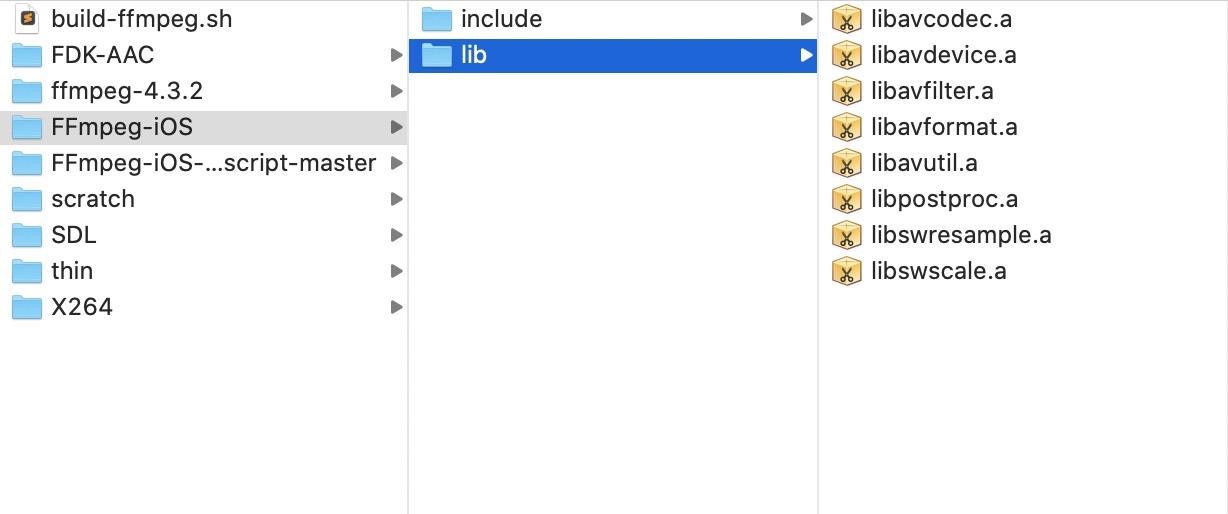 build-ffmpeg.sh
FDK-AAC
ffmpeg-4.3.2
FFmpeg-iOS
FFmpeg-iOS-...script-master
scratch
SDL
thin
X264
include
lib
libavcodec.a
libavdevice.a
libavfilter.a
libavformat.a
libavutil.a
libpostproc.a
libswresample.a
libswscale.a